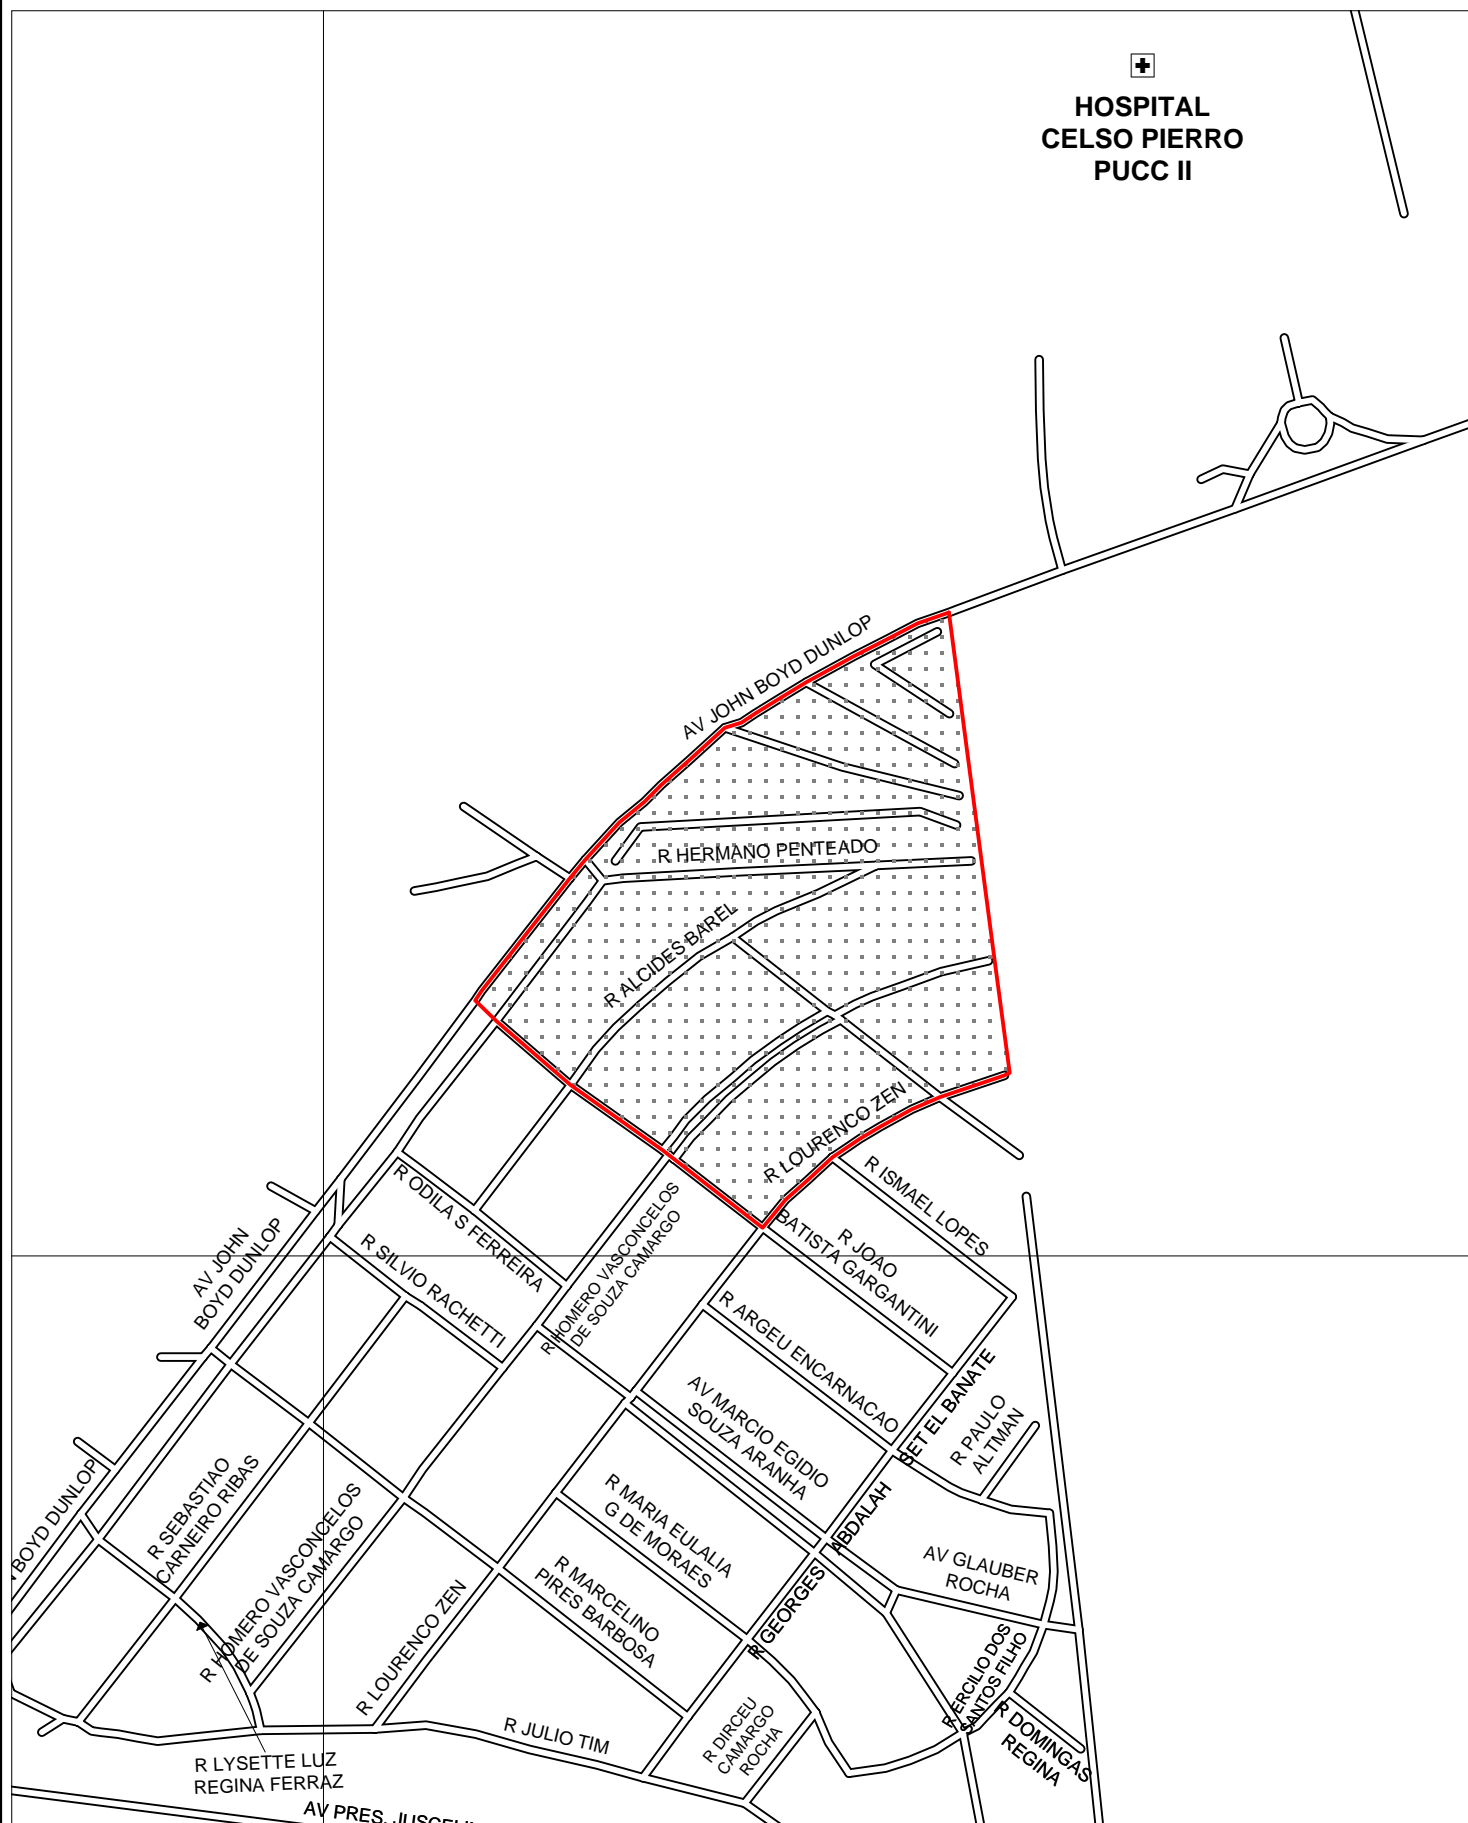 HOSPITAL
CELSO PIERRO
PUCC II
AV JOHN BOYD DUNLOP
R HERMANO PENTEADO
R ALCIDES BAREL
R LOURENCO ZEN
R ISMAEL LOPES
R JOAO
BATISTA GARGANTINI
R ODILA S FERREIRA
R HOMERO VASCONCELOS
DE SOUZA CAMARGO
AV JOHN
BOYD DUNLOP
R SILVIO RACHETTI
R ARGEU ENCARNACAO
AV MARCIO EGIDIO
SOUZA ARANHA
SET EL BANATE
R PAULO
ALTMAN
BOYD DUNLOP
R SEBASTIAO
CARNEIRO RIBAS
R HOMERO VASCONCELOS
DE SOUZA CAMARGO
R MARIA EULALIA
G DE MORAES
ABDALAH
R MARCELINO
PIRES BARBOSA
AV GLAUBER
ROCHA
R GEORGES
R LOURENCO ZEN
R ERCILIO DOS
SANTOS FILHO
R DOMINGAS
REGINA
R JULIO TIM
R DIRCEU
CAMARGO
ROCHA
R LYSETTE LUZ
REGINA FERRAZ
AV PRES. JUSCELI